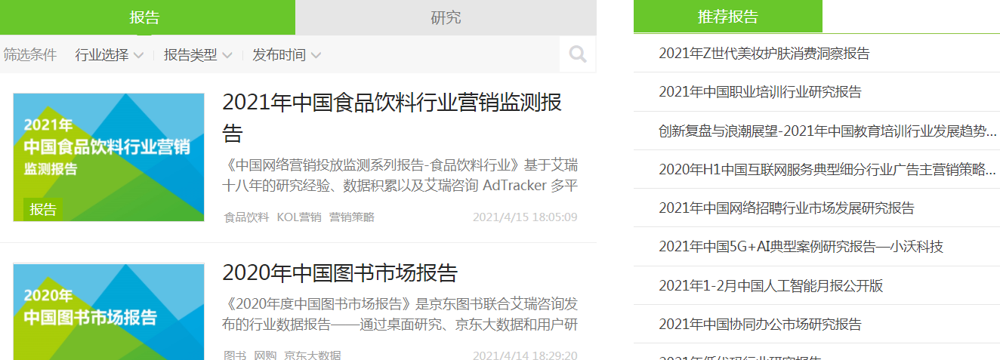 报告
研究
筛选条件
行业选择
报告类型
发布时间
2021年
中国食品饮料行业营销
监测报告
报告
2021年中国食品饮料行业营销监测报
告
《中国网络营销投放监测系列报告-食品饮料行业》基于艾瑞
十八年的研究经验、数据积累以及艾瑞咨询 AdTracker 多平
食品饮料 KOL营销 营销策略
2021/4/15 18:05:09
2020年
中国图书市场报告
2020年中国图书市场报告
《2020年度中国图书市场报告》是京东图书联合艾瑞咨询发
布的行业数据报告——通过桌面研究、京东大数据和用户研
图书 网购 京东大数据
2021/4/14 18:29:20
推荐报告
2021年Z世代美妆护肤消费洞察报告
2021年中国职业培训行业研究报告
创新复盘与浪潮展望-2021年中国教育培训行业发展趋势...
2020年H1中国互联网服务典型细分行业广告主营销策略...
2021年中国网络招聘行业市场发展研究报告
2021年中国5G+AI典型案例研究报告—小沃科技
2021年1-2月中国人工智能月报公开版
2021年中国协同办公市场研究报告
2021年低代码行业研究报告